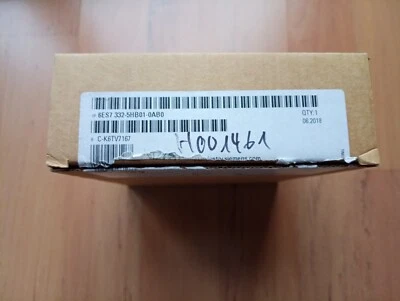 6ES7 332-5HB01-0AB0
QTY:1
06.2018
C-K6TV7167
H001461